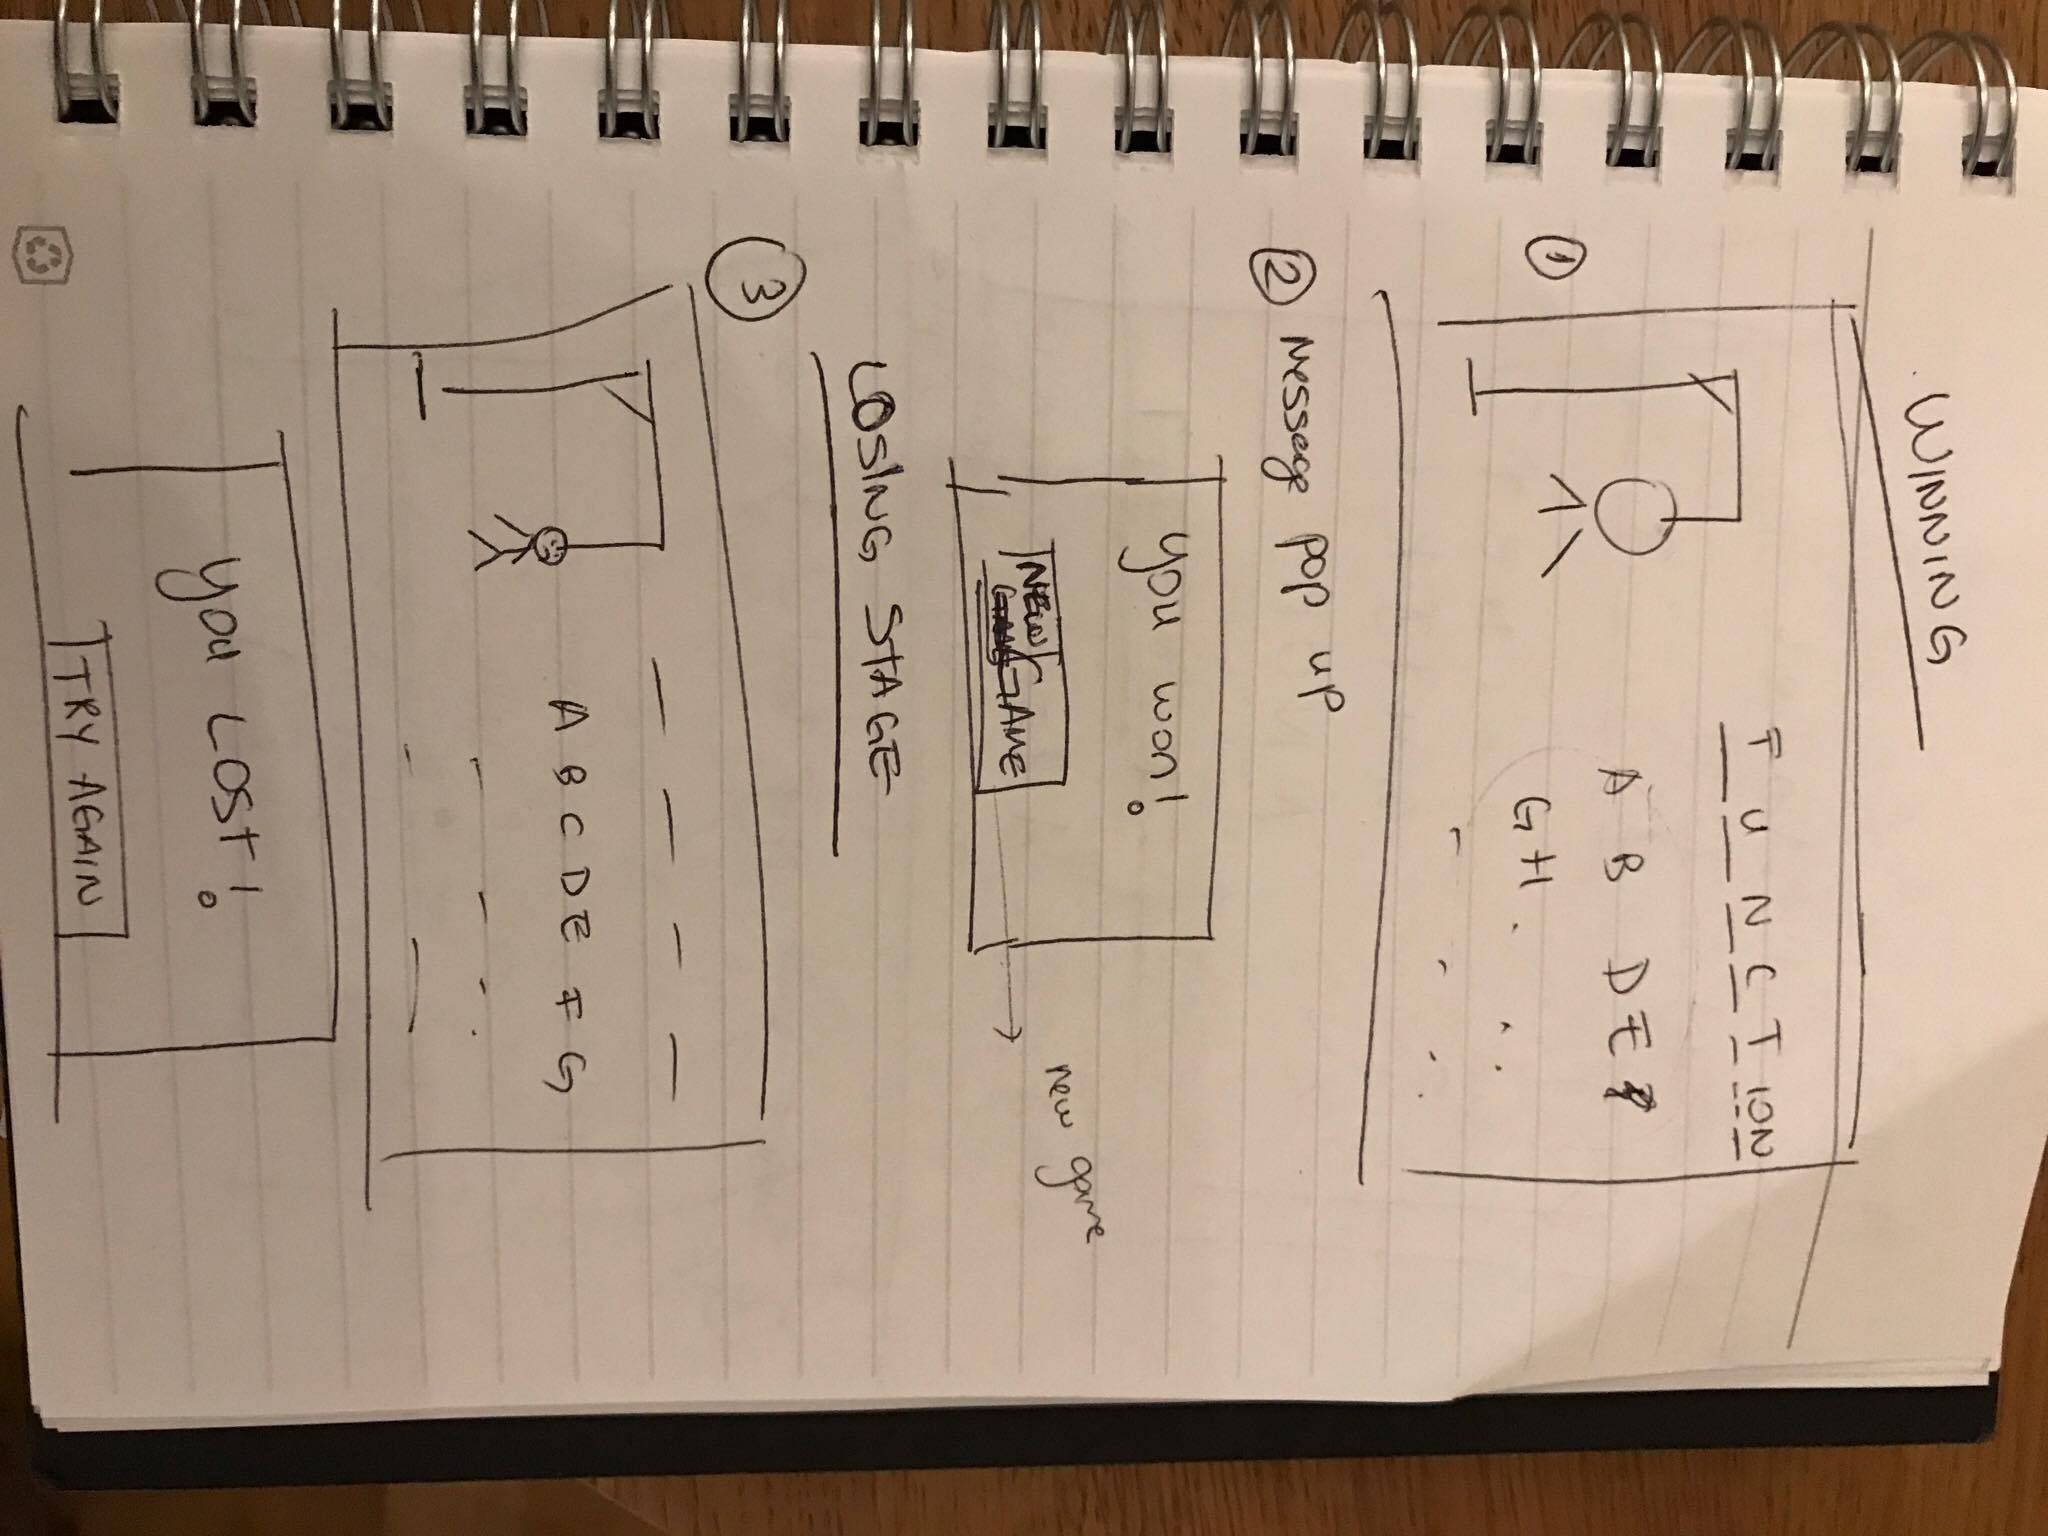 WINNING
①
F U N C T I O N
A B D E
G H
② Message pop up
you won!
NEW
GAME
new game
LOSING STAGE
③
A B C D E F G
you LOST!
TRY AGAIN